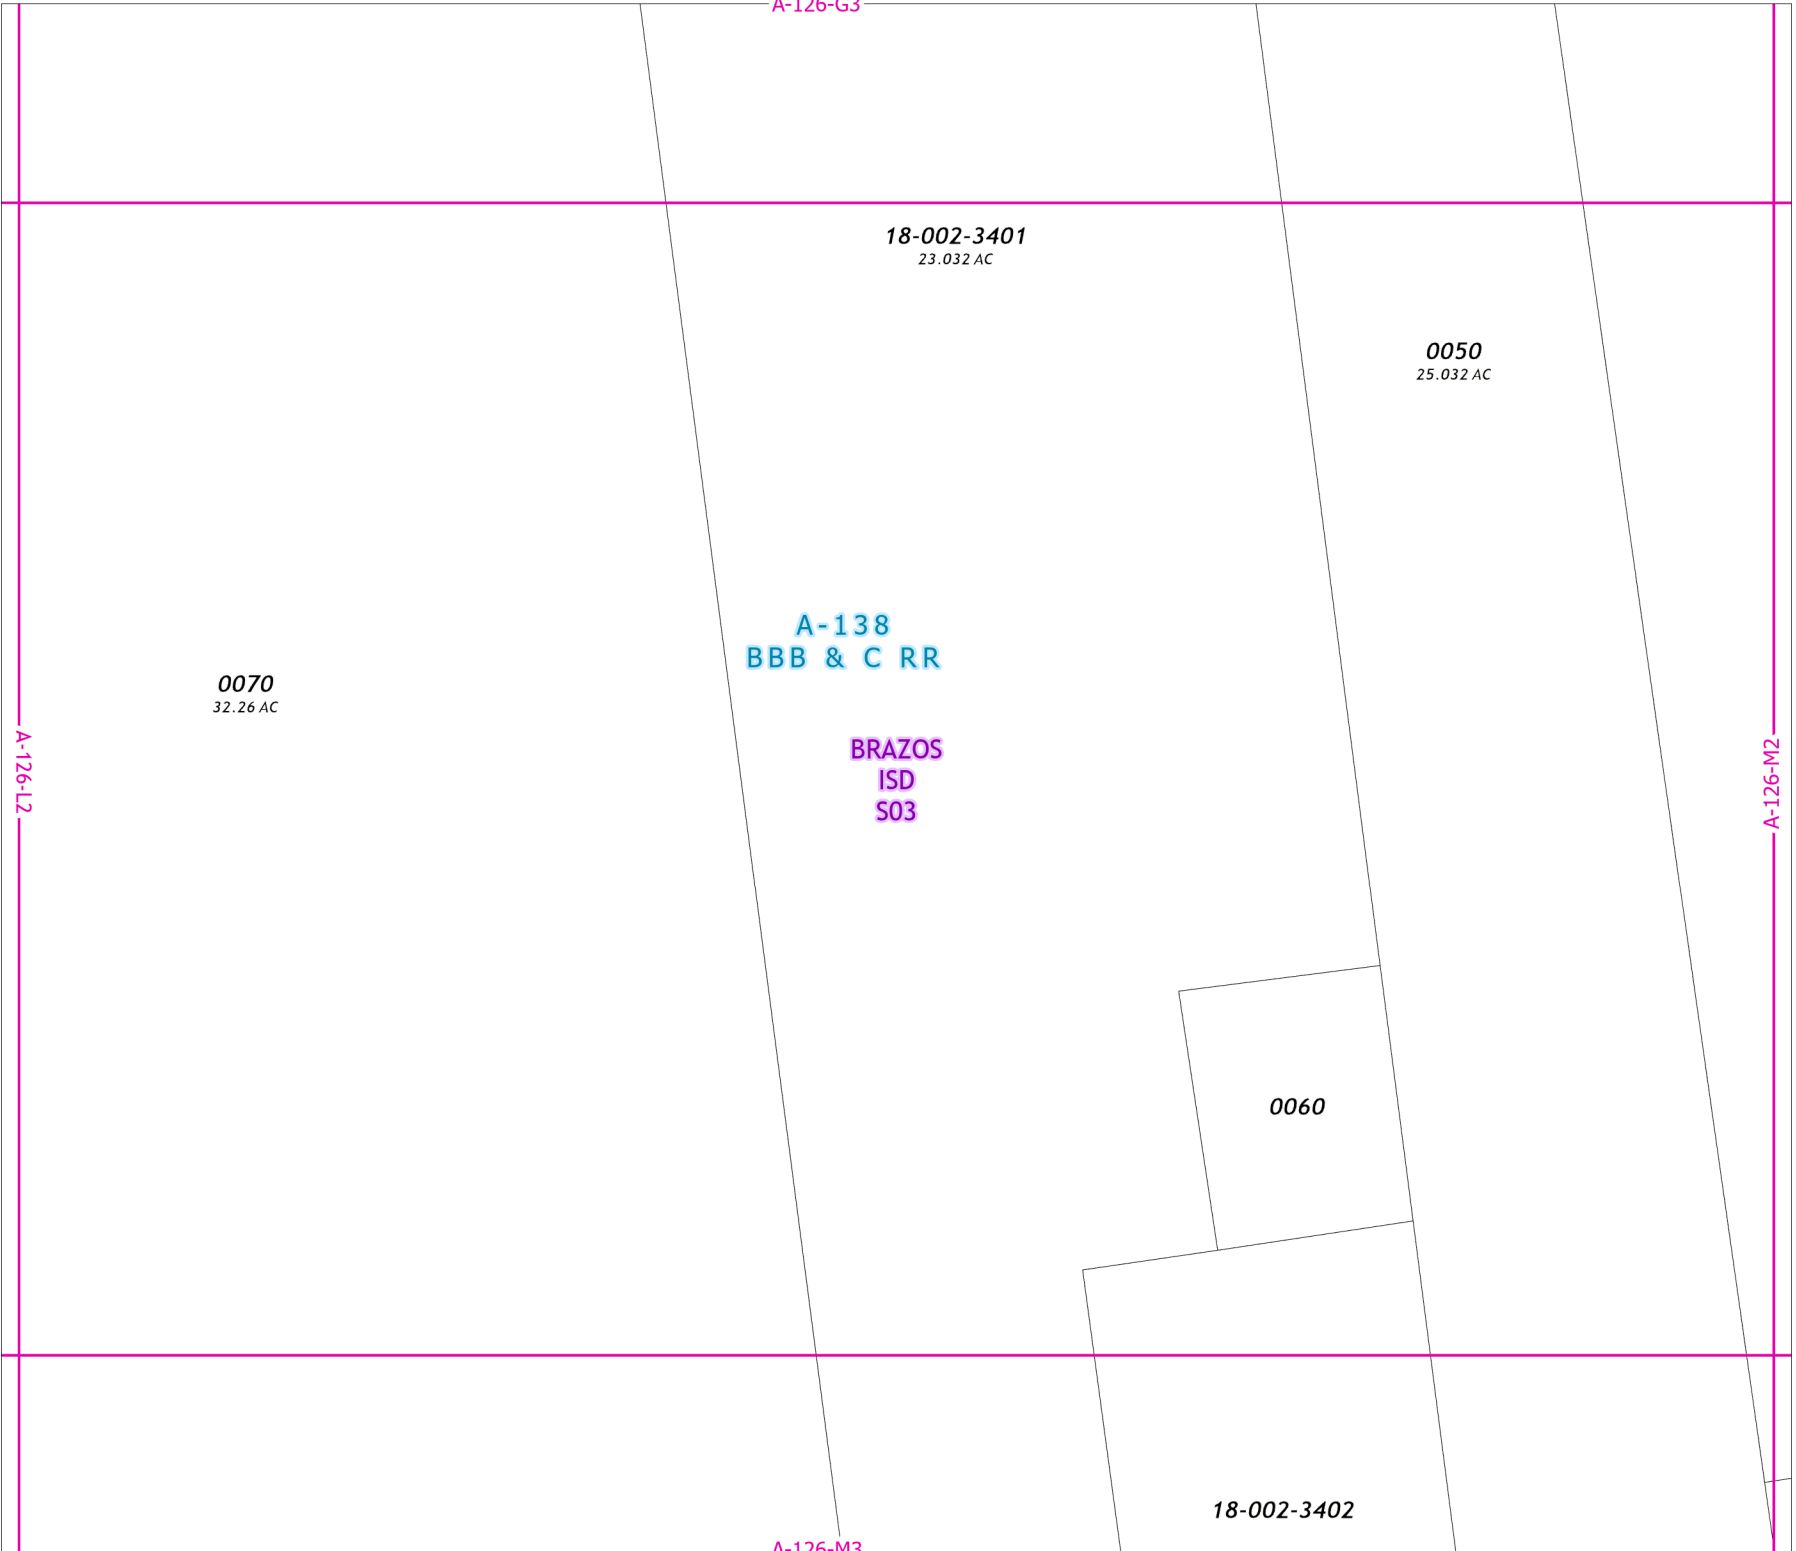 A-126-G3
18-002-3401
23.032 AC
0050
25.032 AC
A-138
BBB & C RR
0070
32.26 AC
BRAZOS
ISD
S03
A-126-L2
A-126-M2
0060
18-002-3402
A-126-M3